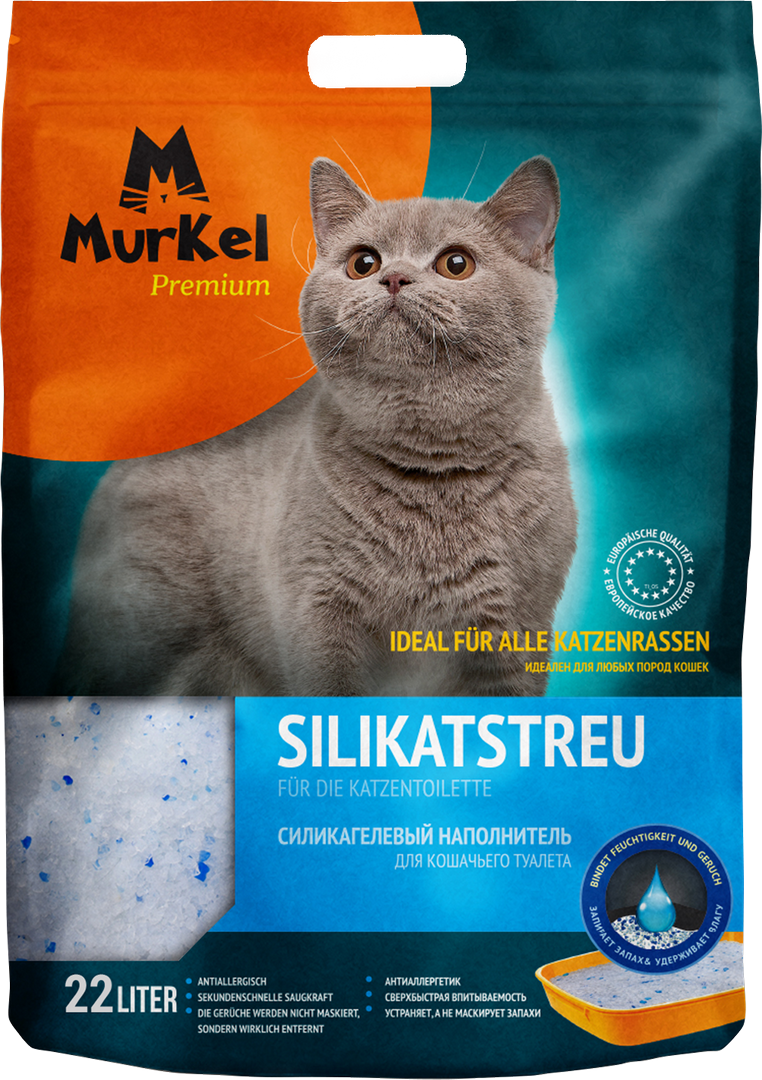 M
MurKel
Premium
EUROPÄISCHE QUALITÄT
TI_05
ЕВРОПЕЙСКОЕ КАЧЕСТВО
IDEAL FÜR ALLE KATZENRASSEN
ИДЕАЛЕН ДЛЯ ЛЮБЫХ ПОРОД КОШЕК
SILIKATSTREU
FÜR DIE KATZENTOILETTE
СИЛИКАГЕЛЕВЫЙ НАПОЛНИТЕЛЬ
ДЛЯ КОШАЧЬЕГО ТУАЛЕТА
BINDET FEUCHTIGKEIT UND GERUCH
ЗАПИРАЕТ ЗАПАХ & УДЕРЖИВАЕТ ВЛАГУ
22 LITER
ANTIALLERGISCH
SEKUNDENSCHNELLE SAUGKRAFT
DIE GERÜCHE WERDEN NICHT MASKIERT,
SONDERN WIRKLICH ENTFERNT
АНТИАЛЛЕРГЕТИК
СВЕРХБЫСТРАЯ ВПИТЫВАЕМОСТЬ
УСТРАНЯЕТ, А НЕ МАСКИРУЕТ ЗАПАХИ